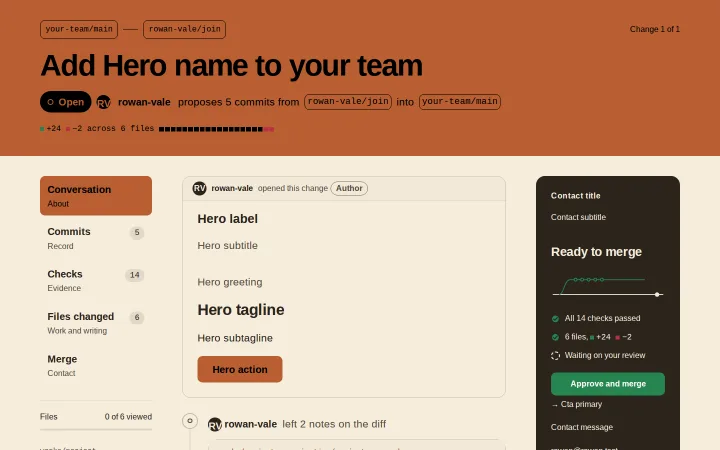 your-team/main rowan-vale/join
Change 1 of 1
Add Hero name to your team
Open RV rowan-vale proposes 5 commits from rowan-vale/join into your-team/main
+24 −2 across 6 files
Conversation
About
Commits 5
Record
Checks 14
Evidence
Files changed 6
Work and writing
Merge
Contact
Files 0 of 6 viewed
RV rowan-vale opened this change Author
Hero label
Hero subtitle
Hero greeting
Hero tagline
Hero subtagline
Hero action
RV rowan-vale left 2 notes on the diff
Contact title
Contact subtitle
Ready to merge
All 14 checks passed
6 files, +24 −2
Waiting on your review
Approve and merge
→ Cta primary
Contact message